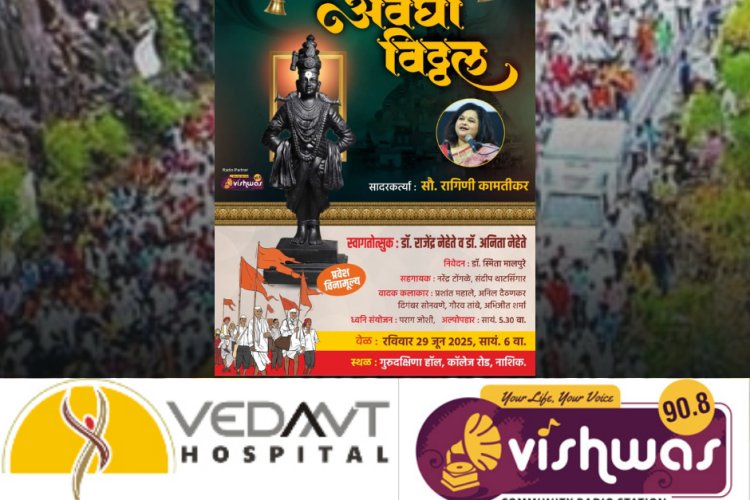 अवघा
विठ्ठल
Radio Partner
vishwas
सादरकर्त्या : सौ. रागिणी कामतीकर
स्वागतोत्सुक : डॉ. राजेंद्र नेहेते व डॉ. अनिता नेहेते
निवेदन : डॉ. स्मिता मालपुरे
सहगायक : नरेंद्र टोंगळे, संदीप थाटसिंगार
वादक कलाकार : प्रशांत महाले, अनिल दैठणकर
दिगंबर सोनवणे, गौरव तांबे, अभिजीत शर्मा
ध्वनि संयोजन : पराग जोशी, अल्पोपहार : सायं. 5.30 वा.
प्रवेश
विनामूल्य
वेळ : रविवार 29 जून 2025, सायं. 6 वा.
स्थळ : गुरुदक्षिणा हॉल, कॉलेज रोड, नाशिक.
VEDANT
HOSPITAL
Your Life, Your Voice
90.8
vishwas
COMMUNITY RADIO STATION